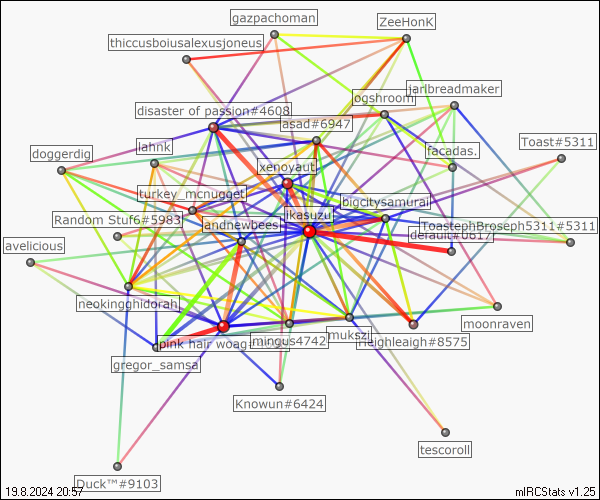 gazpachoman
ZeeHonK
thiccusboiusalexusjoneus
jarlbreadmaker
ogshroom
disaster of passion#4608
asad#6947
Toast#5311
lahnk
facadas.
doggerdig
xenoyaut
turkey_mcnugget
bigcitysamurai
ikasuzu
Random Stuf6#5983
andnewbees
ToastephBroseph5311#5311
default#0617
avelicious
neokingghidorah
moonraven
pink hair
mingus4742
mukszi
Heighleaigh#8575
gregor_samsa
Knowun#6424
tescoroll
Duck™#9103
19.8.2024 20:57
mIRCStats v1.25